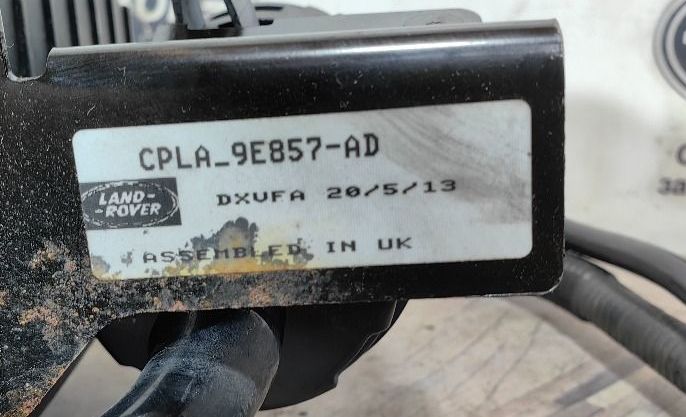 CPLA_9E857-AD
LAND-
-ROVER
DXVFA 20/5/13
ASSEMBLED IN UK